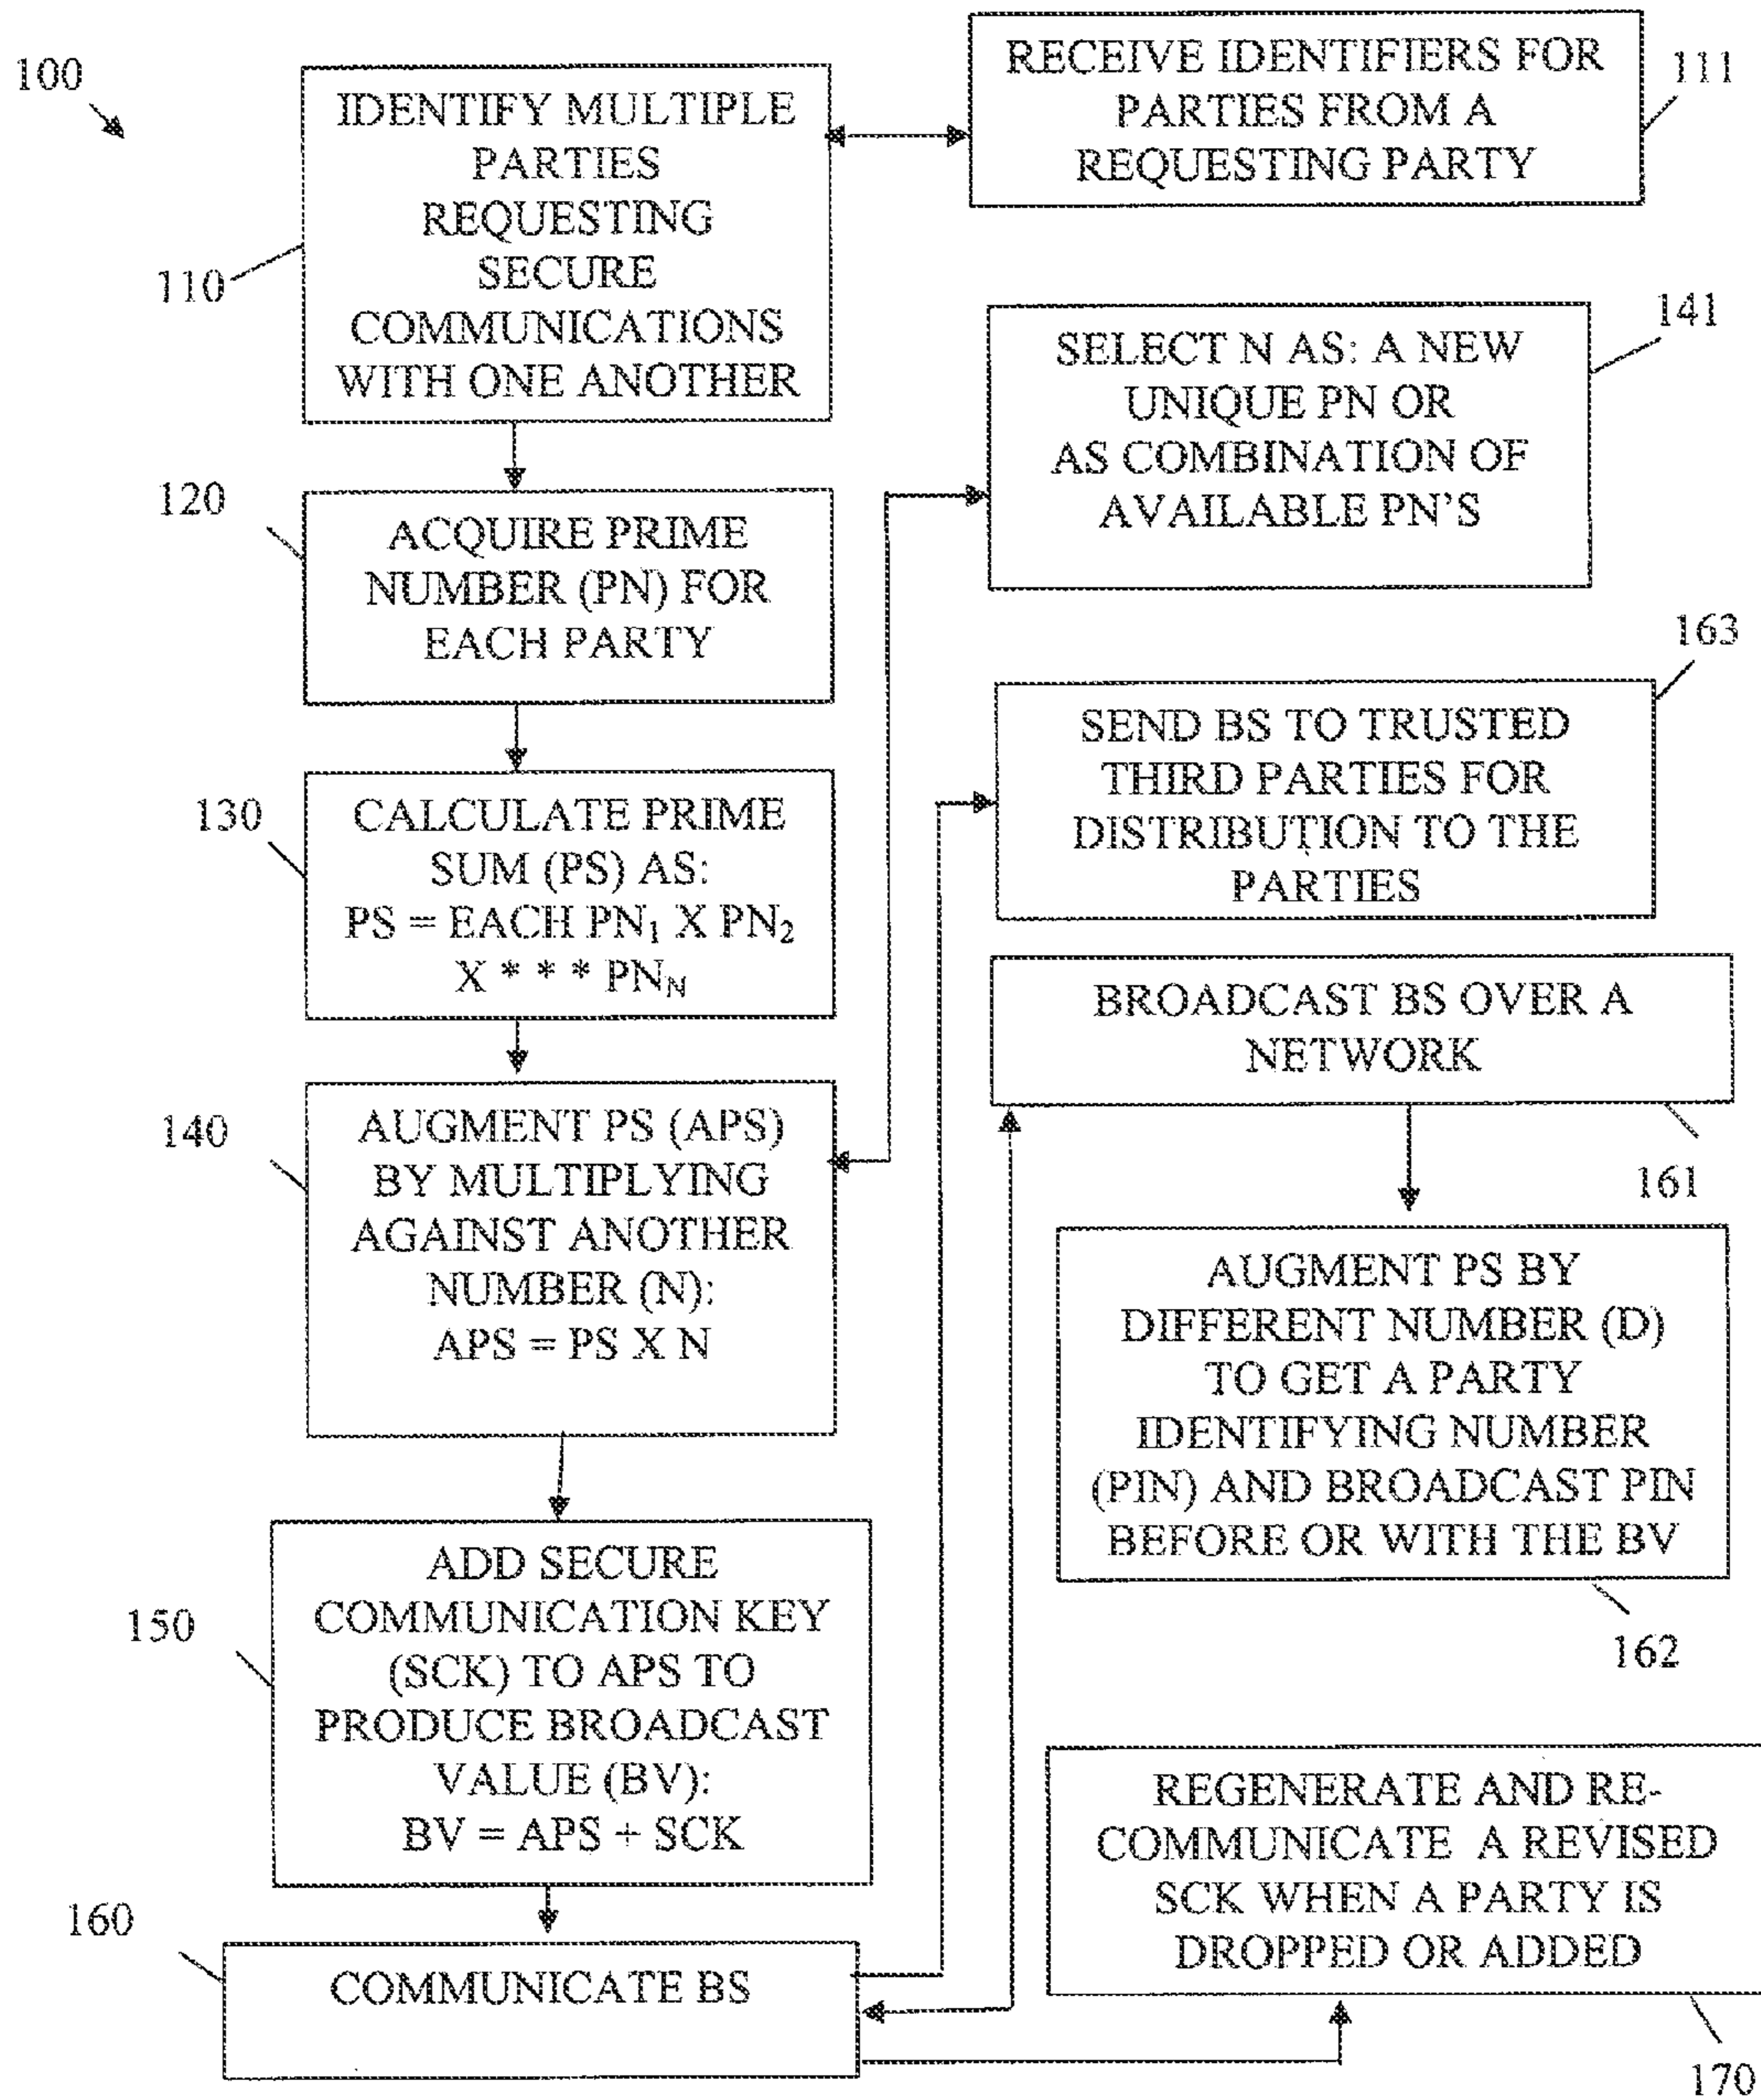 100
IDENTIFY MULTIPLE
PARTIES
REQUESTING
SECURE
COMMUNICATIONS
WITH ONE ANOTHER
110
RECEIVE IDENTIFIERS FOR
PARTIES FROM A
REQUESTING PARTY
111
ACQUIRE PRIME
NUMBER (PN) FOR
EACH PARTY
120
SELECT N AS: A NEW
UNIQUE PN OR
AS COMBINATION OF
AVAILABLE PN'S
141
CALCULATE PRIME
SUM (PS) AS:
PS = EACH PN₁ X PN₂
X * * * PN_N
130
SEND BS TO TRUSTED
THIRD PARTIES FOR
DISTRIBUTION TO THE
PARTIES
163
AUGMENT PS (APS)
BY MULTIPLYING
AGAINST ANOTHER
NUMBER (N):
APS = PS X N
140
BROADCAST BS OVER A
NETWORK
161
AUGMENT PS BY
DIFFERENT NUMBER (D)
TO GET A PARTY
IDENTIFYING NUMBER
(PIN) AND BROADCAST PIN
BEFORE OR WITH THE BV
162
ADD SECURE
COMMUNICATION KEY
(SCK) TO APS TO
PRODUCE BROADCAST
VALUE (BV):
BV = APS + SCK
150
COMMUNICATE BS
160
REGENERATE AND RE-
COMMUNICATE A REVISED
SCK WHEN A PARTY IS
DROPPED OR ADDED
170